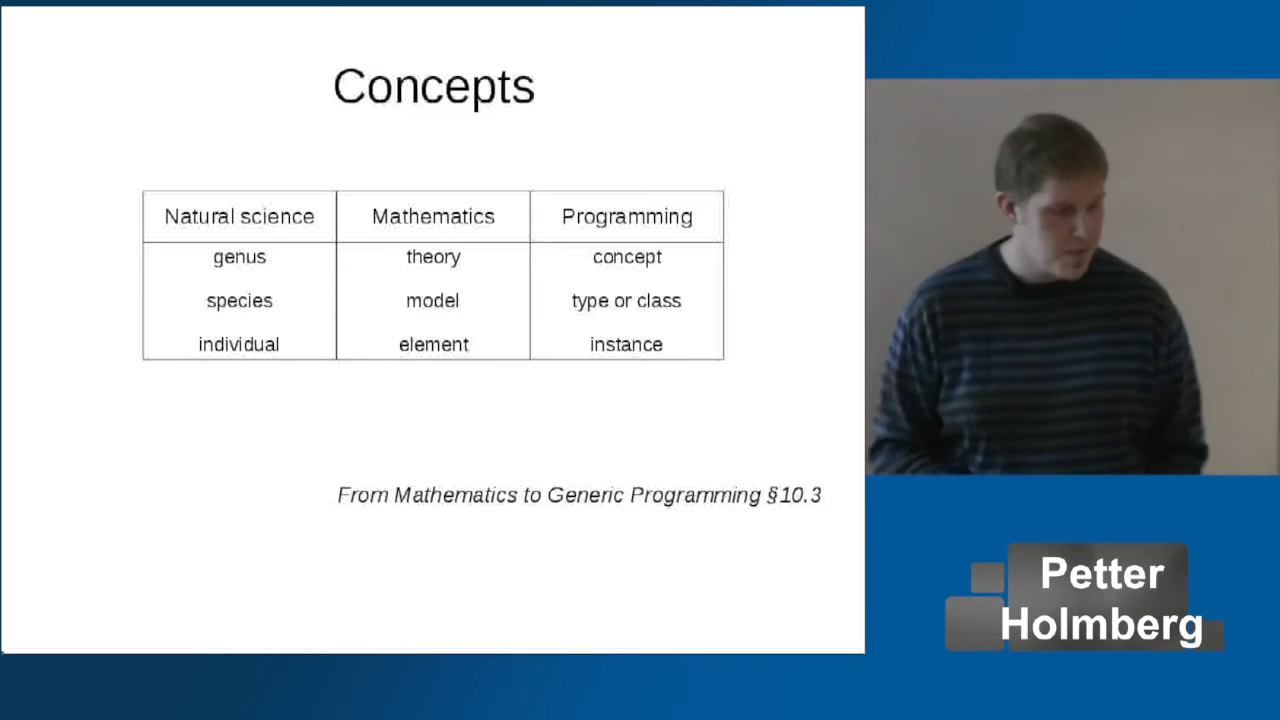 Concepts
Natural science Mathematics Programming
genus theory concept
species model type or class
individual element instance
From Mathematics to Generic Programming §10.3
Petter
Holmberg